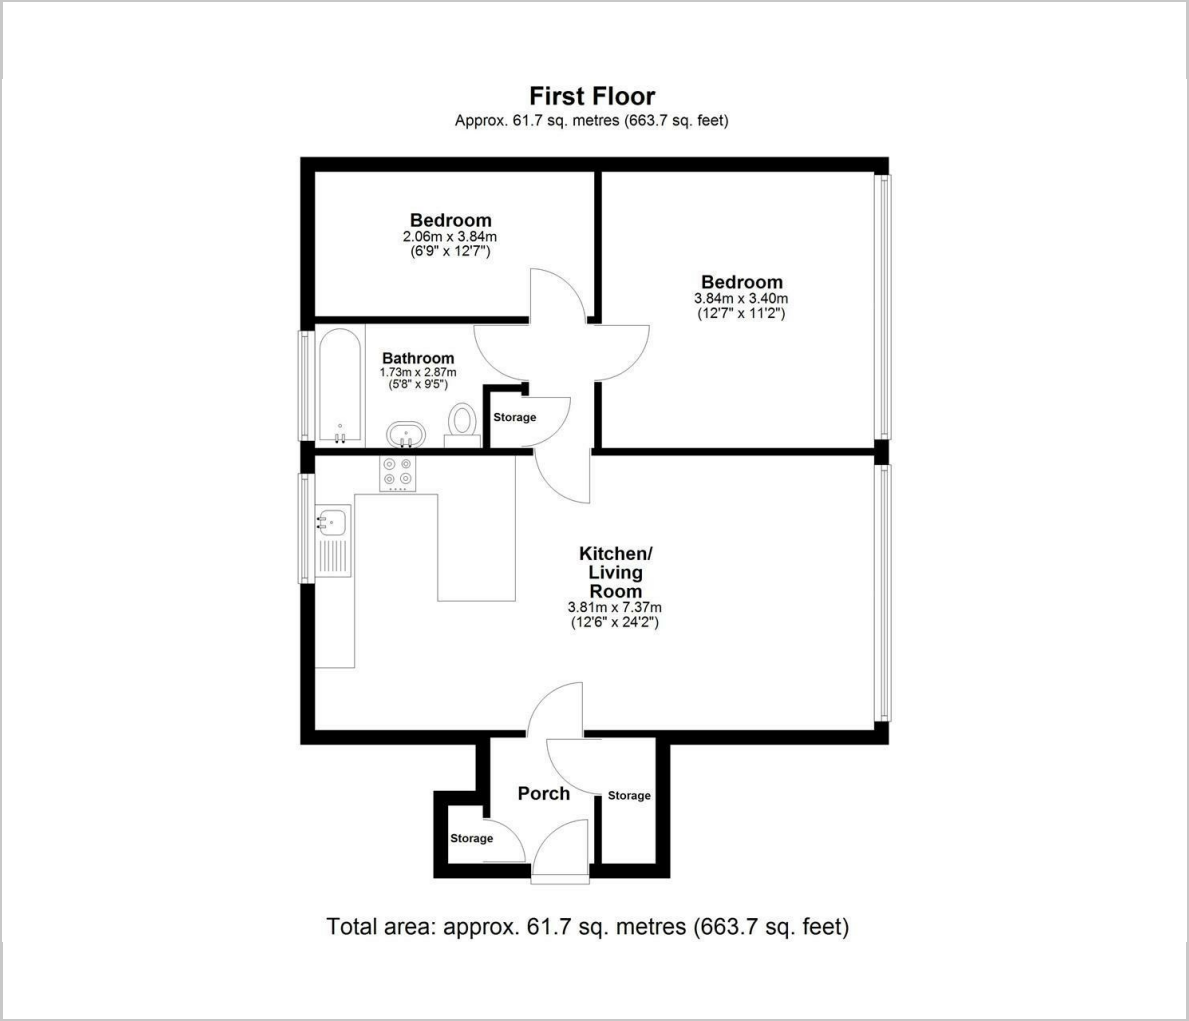 First Floor
Approx. 61.7 sq. metres (663.7 sq. feet)
Bedroom
2.06m x 3.84m
(6'9" x 12'7")
Bedroom
3.84m x 3.40m
(12'7" x 11'2")
Bathroom
1.73m x 2.87m
(5'8" x 9'5")
Storage
Kitchen/
Living
Room
3.81m x 7.37m
(12'6" x 24'2")
Porch
Storage
Storage
Total area: approx. 61.7 sq. metres (663.7 sq. feet)